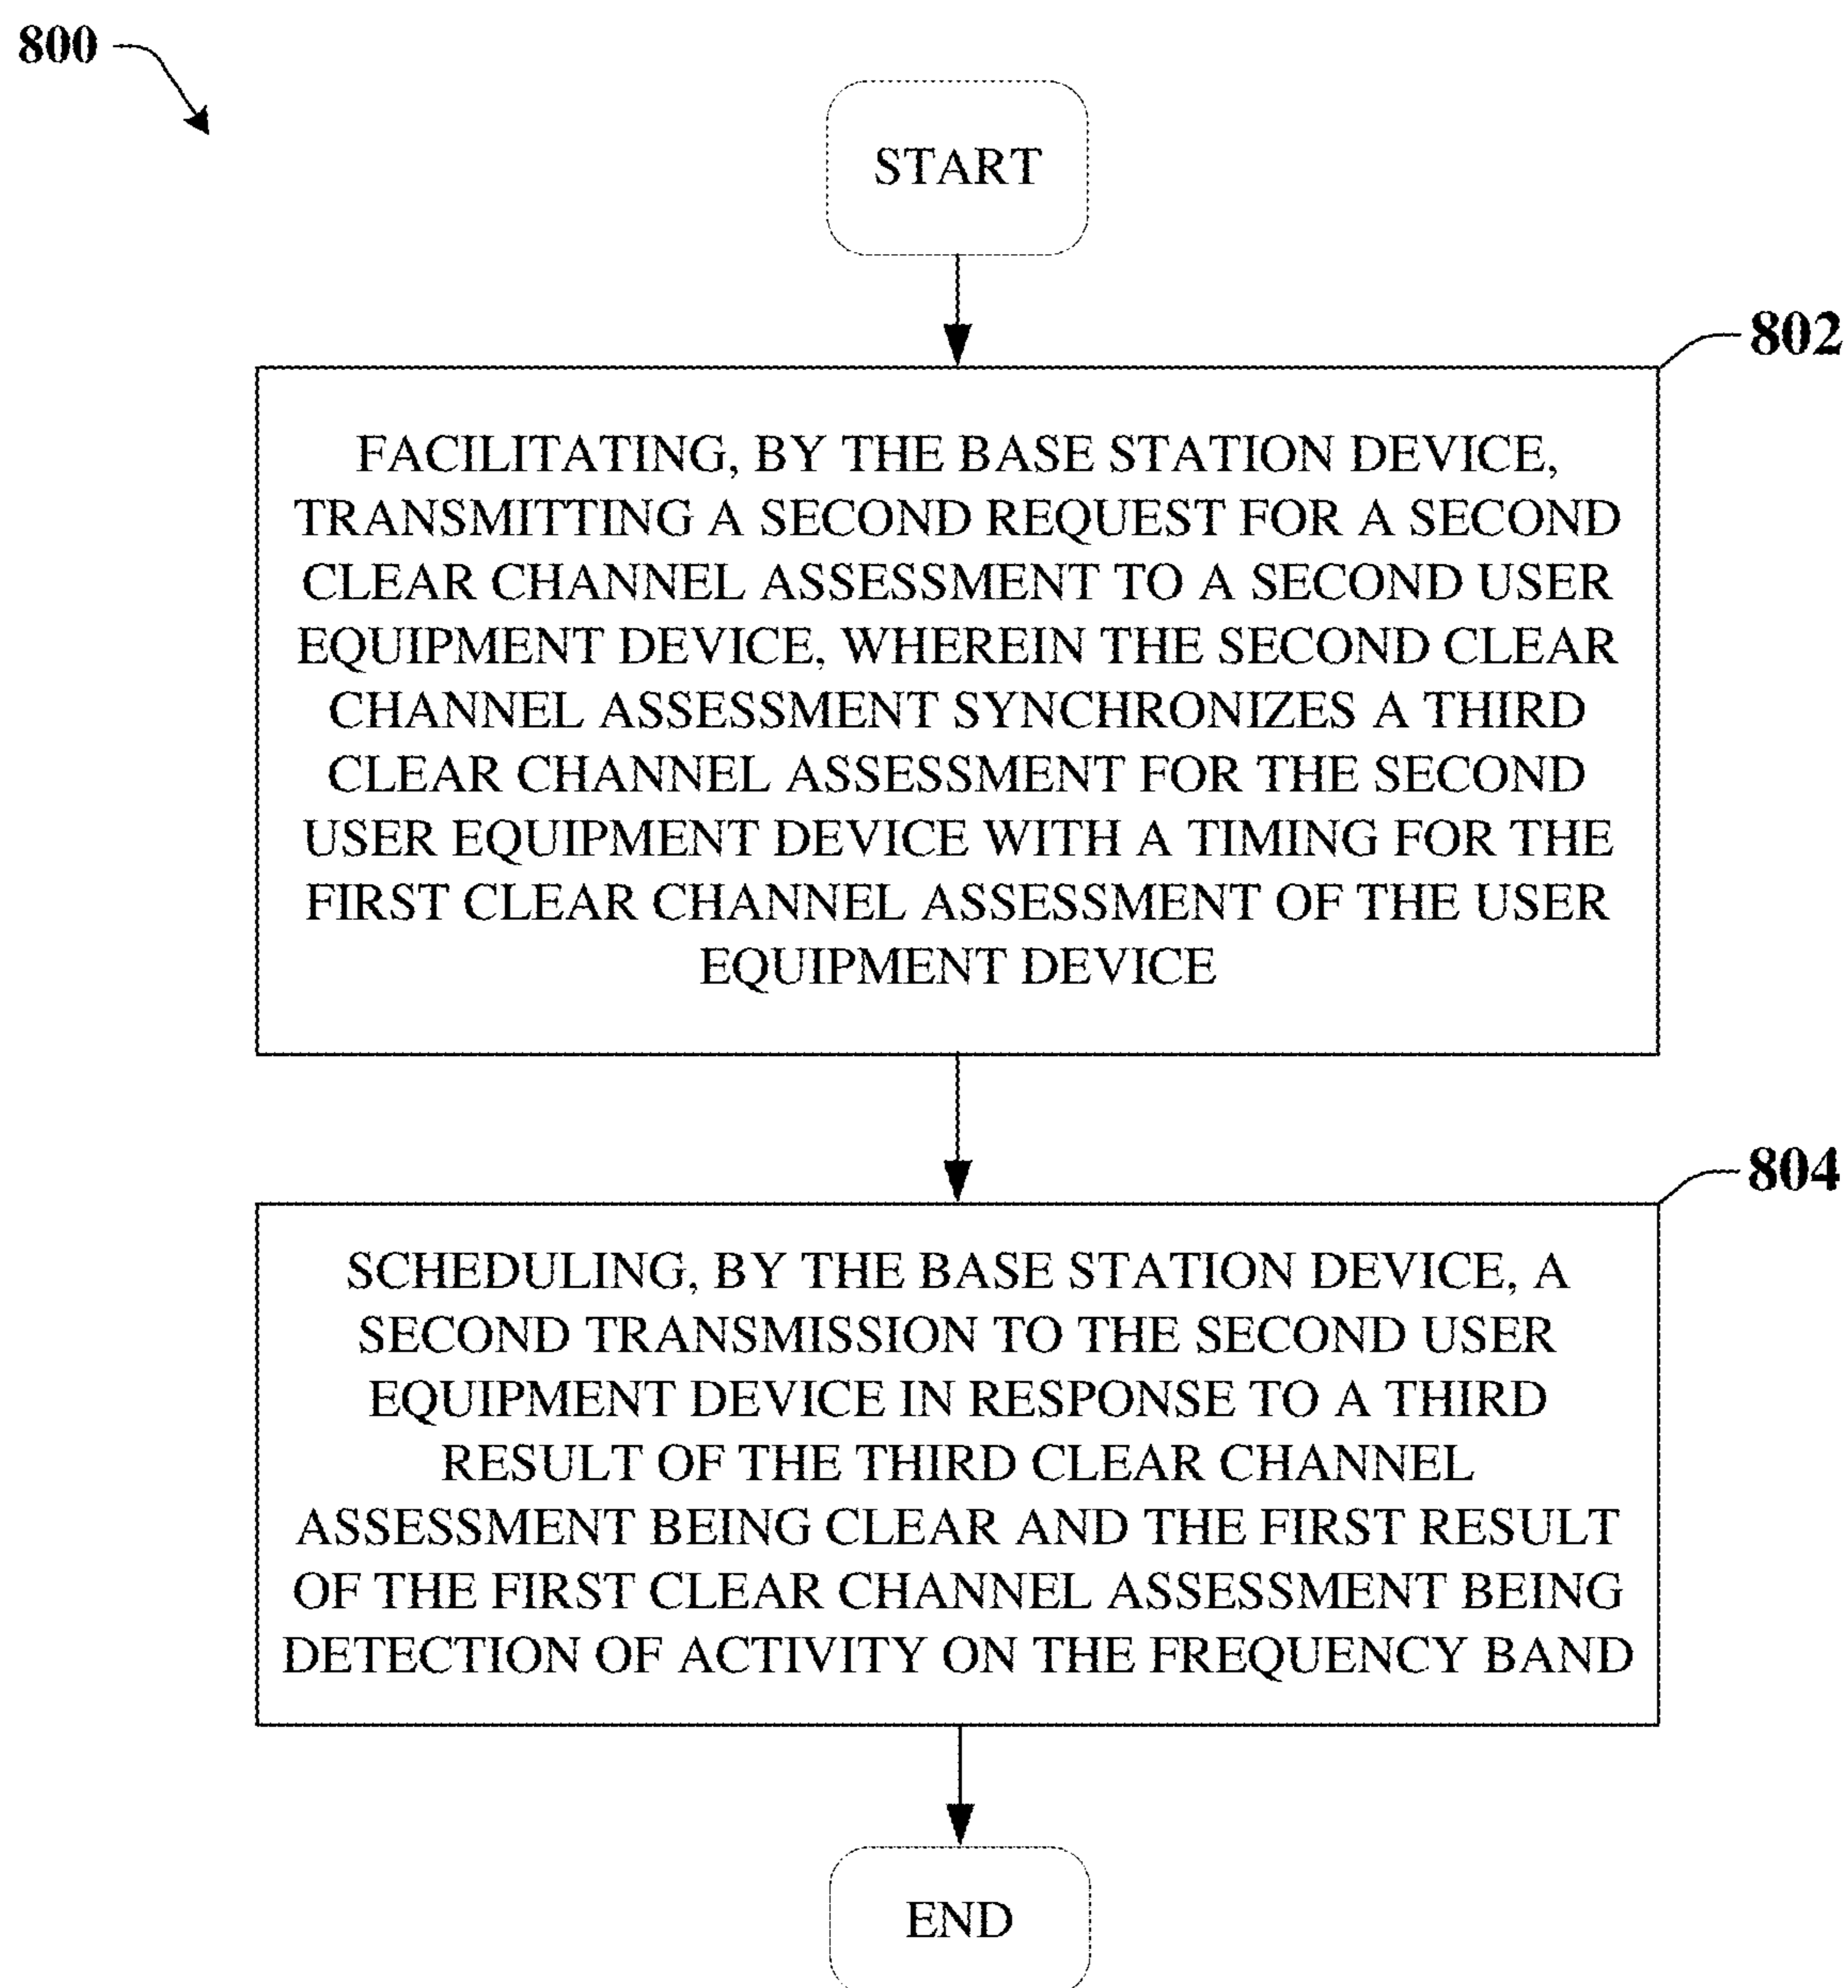 800
START
802
FACILITATING, BY THE BASE STATION DEVICE,
TRANSMITTING A SECOND REQUEST FOR A SECOND
CLEAR CHANNEL ASSESSMENT TO A SECOND USER
EQUIPMENT DEVICE, WHEREIN THE SECOND CLEAR
CHANNEL ASSESSMENT SYNCHRONIZES A THIRD
CLEAR CHANNEL ASSESSMENT FOR THE SECOND
USER EQUIPMENT DEVICE WITH A TIMING FOR THE
FIRST CLEAR CHANNEL ASSESSMENT OF THE USER
EQUIPMENT DEVICE
804
SCHEDULING, BY THE BASE STATION DEVICE, A
SECOND TRANSMISSION TO THE SECOND USER
EQUIPMENT DEVICE IN RESPONSE TO A THIRD
RESULT OF THE THIRD CLEAR CHANNEL
ASSESSMENT BEING CLEAR AND THE FIRST RESULT
OF THE FIRST CLEAR CHANNEL ASSESSMENT BEING
DETECTION OF ACTIVITY ON THE FREQUENCY BAND
END